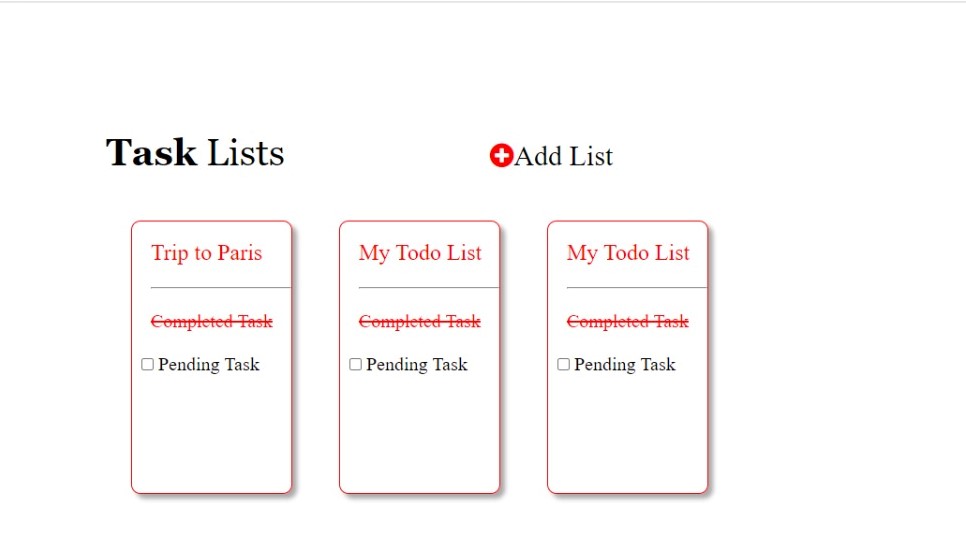 Task Lists
Add List
Trip to Paris
Completed Task
Pending Task
My Todo List
Completed Task
Pending Task
My Todo List
Completed Task
Pending Task